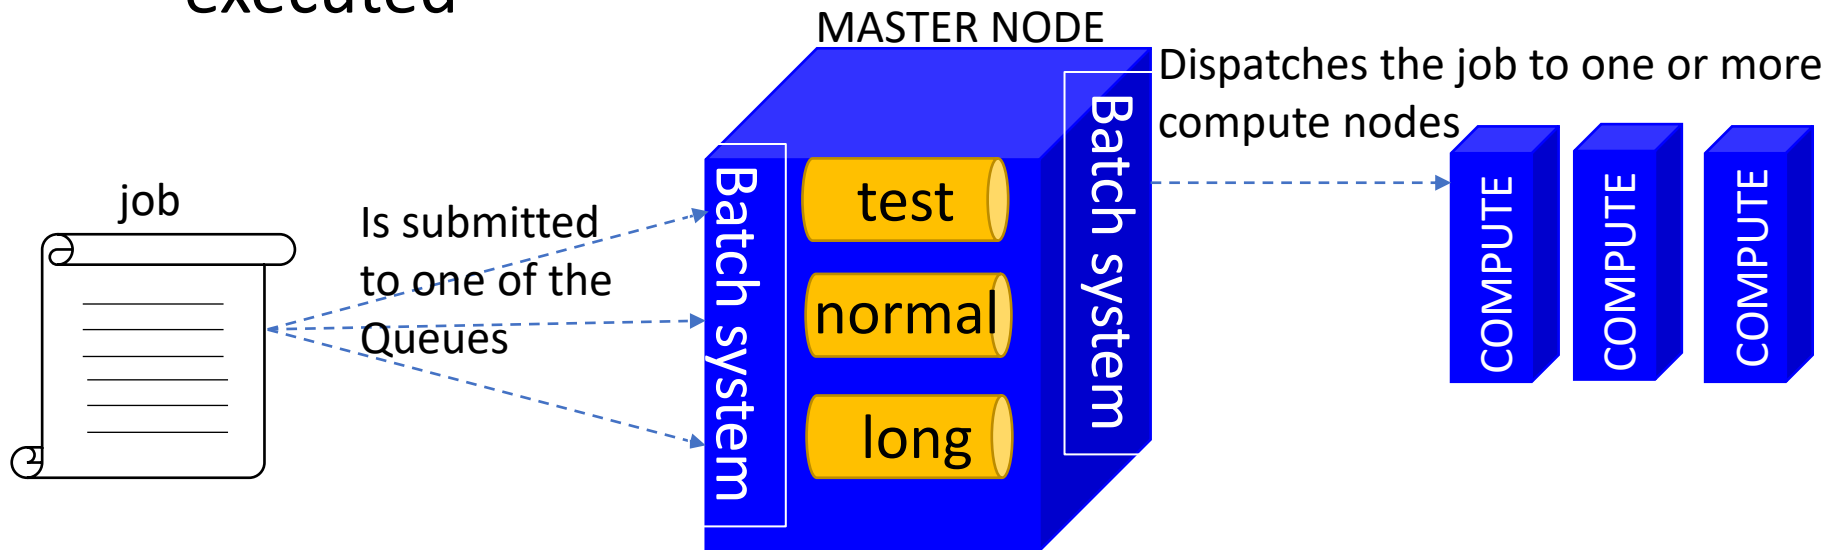 executed
MASTER NODE
Dispatches the job to one or more
compute nodes
job
Is submitted
to one of the
Queues
Batch system
test
normal
long
Batch system
COMPUTE
COMPUTE
COMPUTE